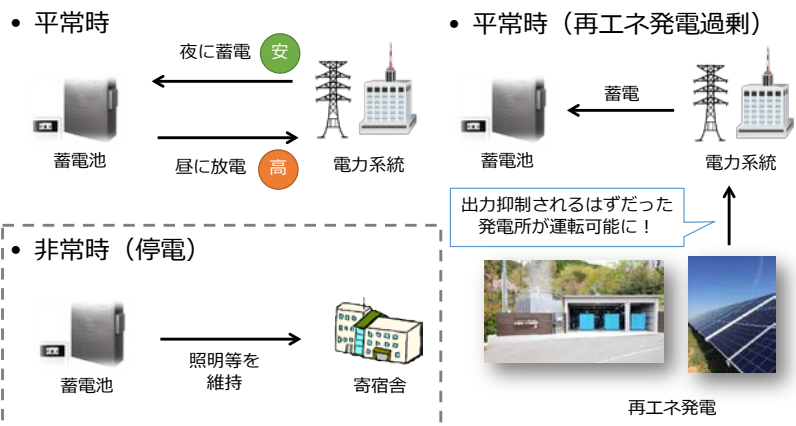 • 平常時
夜に蓄電 安
蓄電池
昼に放電 高
電力系統
• 平常時（再エネ発電過剰）
蓄電
蓄電池
電力系統
出力抑制されるはずだった
発電所が運転可能に！
再エネ発電
• 非常時（停電）
蓄電池
照明等を
維持
寄宿舎